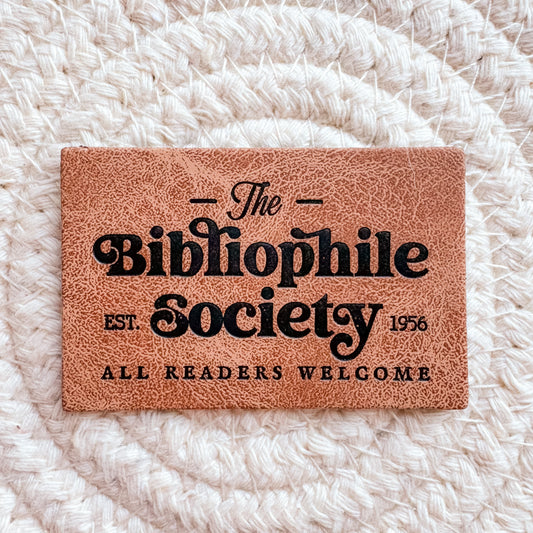 The
Bibliophile
EST. Society 1956
ALL READERS WELCOME